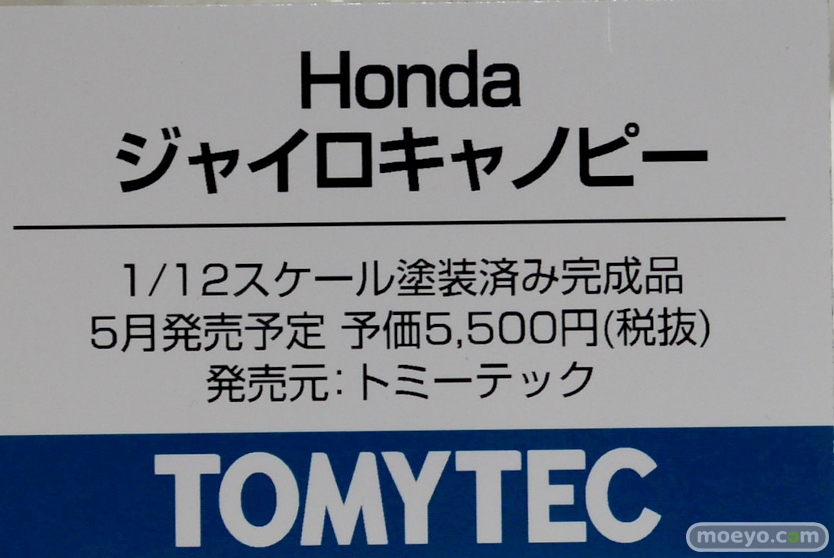 Honda
ジャイロキャノピー
1/12スケール塗装済み完成品
5月発売予定 予価5,500円(税抜)
発売元:トミーテック
TOMYTEC
moeyo.com